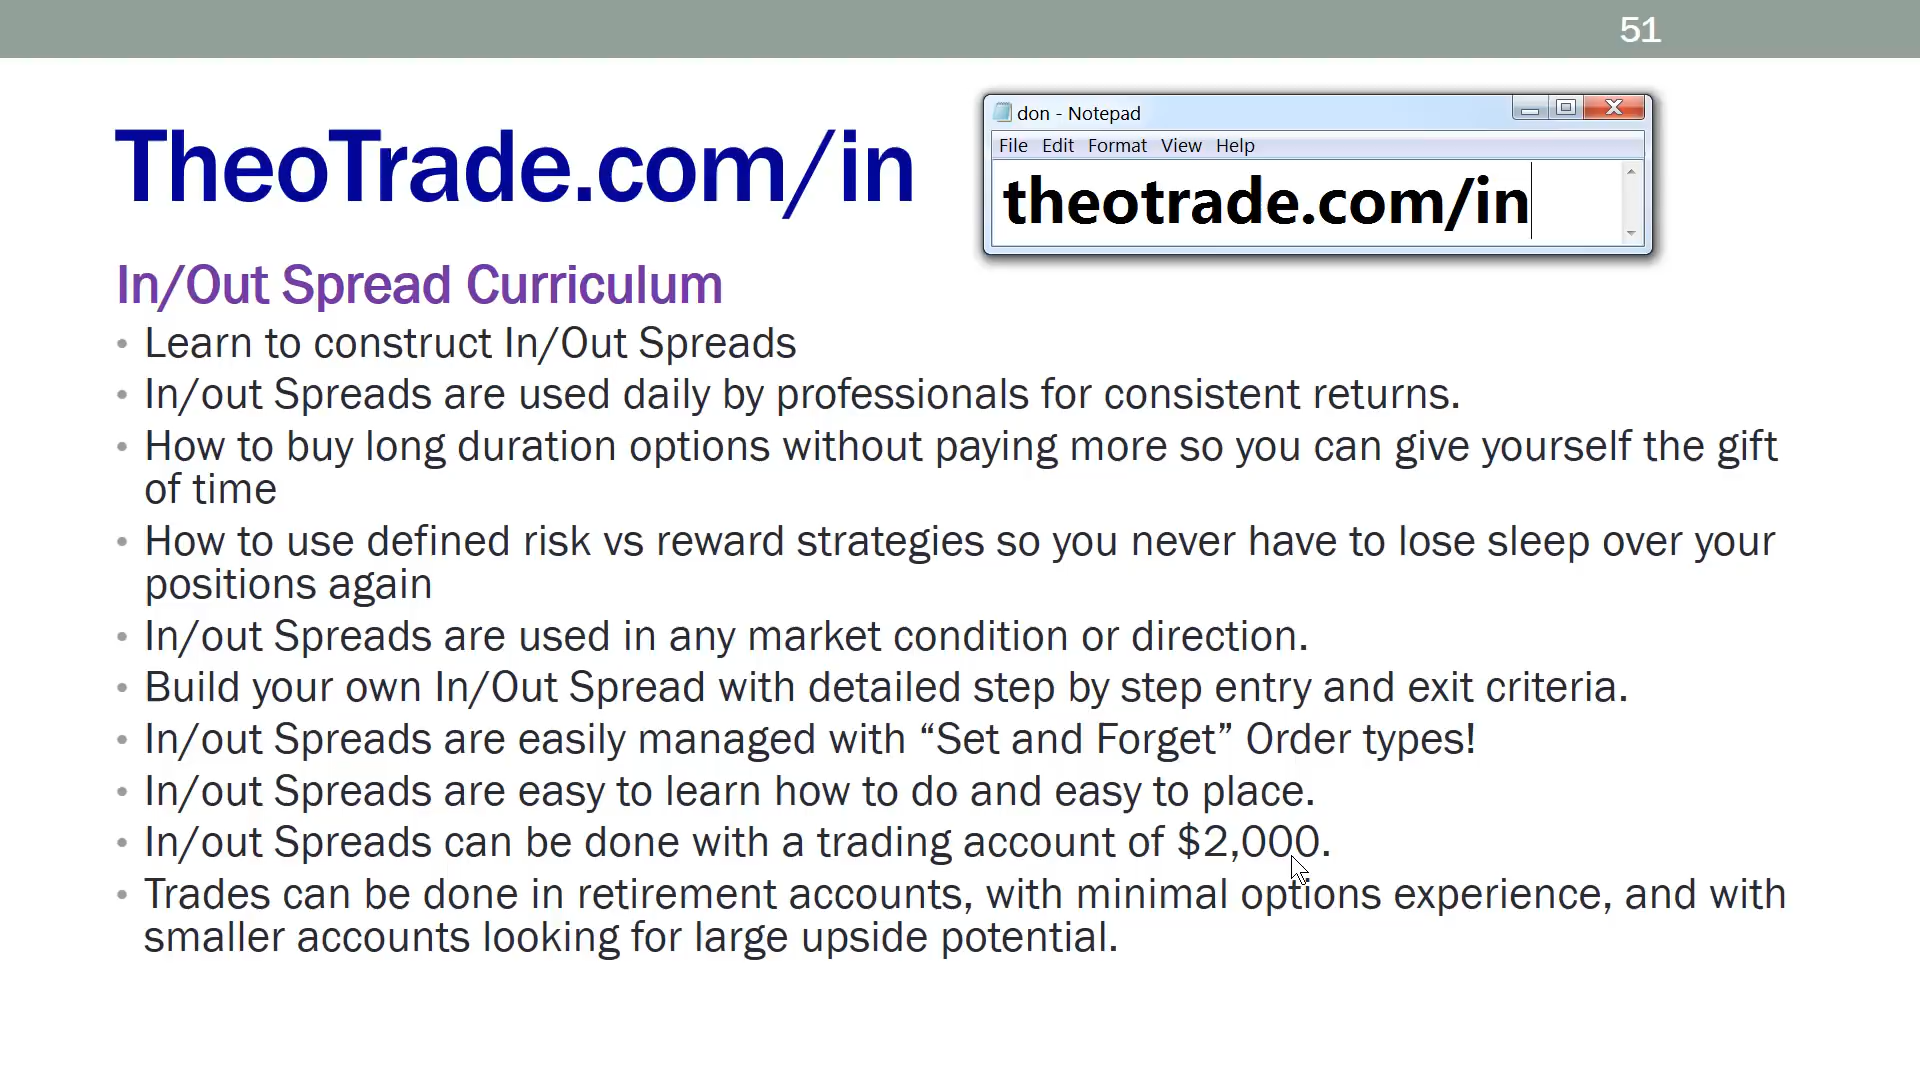 51
TheoTrade.com/in
don - Notepad
File Edit Format View Help
theotrade.com/in
In/Out Spread Curriculum
• Learn to construct In/Out Spreads
• In/out Spreads are used daily by professionals for consistent returns.
• How to buy long duration options without paying more so you can give yourself the gift
of time
• How to use defined risk vs reward strategies so you never have to lose sleep over your
positions again
• In/out Spreads are used in any market condition or direction.
• Build your own In/Out Spread with detailed step by step entry and exit criteria.
• In/out Spreads are easily managed with “Set and Forget” Order types!
• In/out Spreads are easy to learn how to do and easy to place.
• In/out Spreads can be done with a trading account of $2,000.
• Trades can be done in retirement accounts, with minimal options experience, and with
smaller accounts looking for large upside potential.